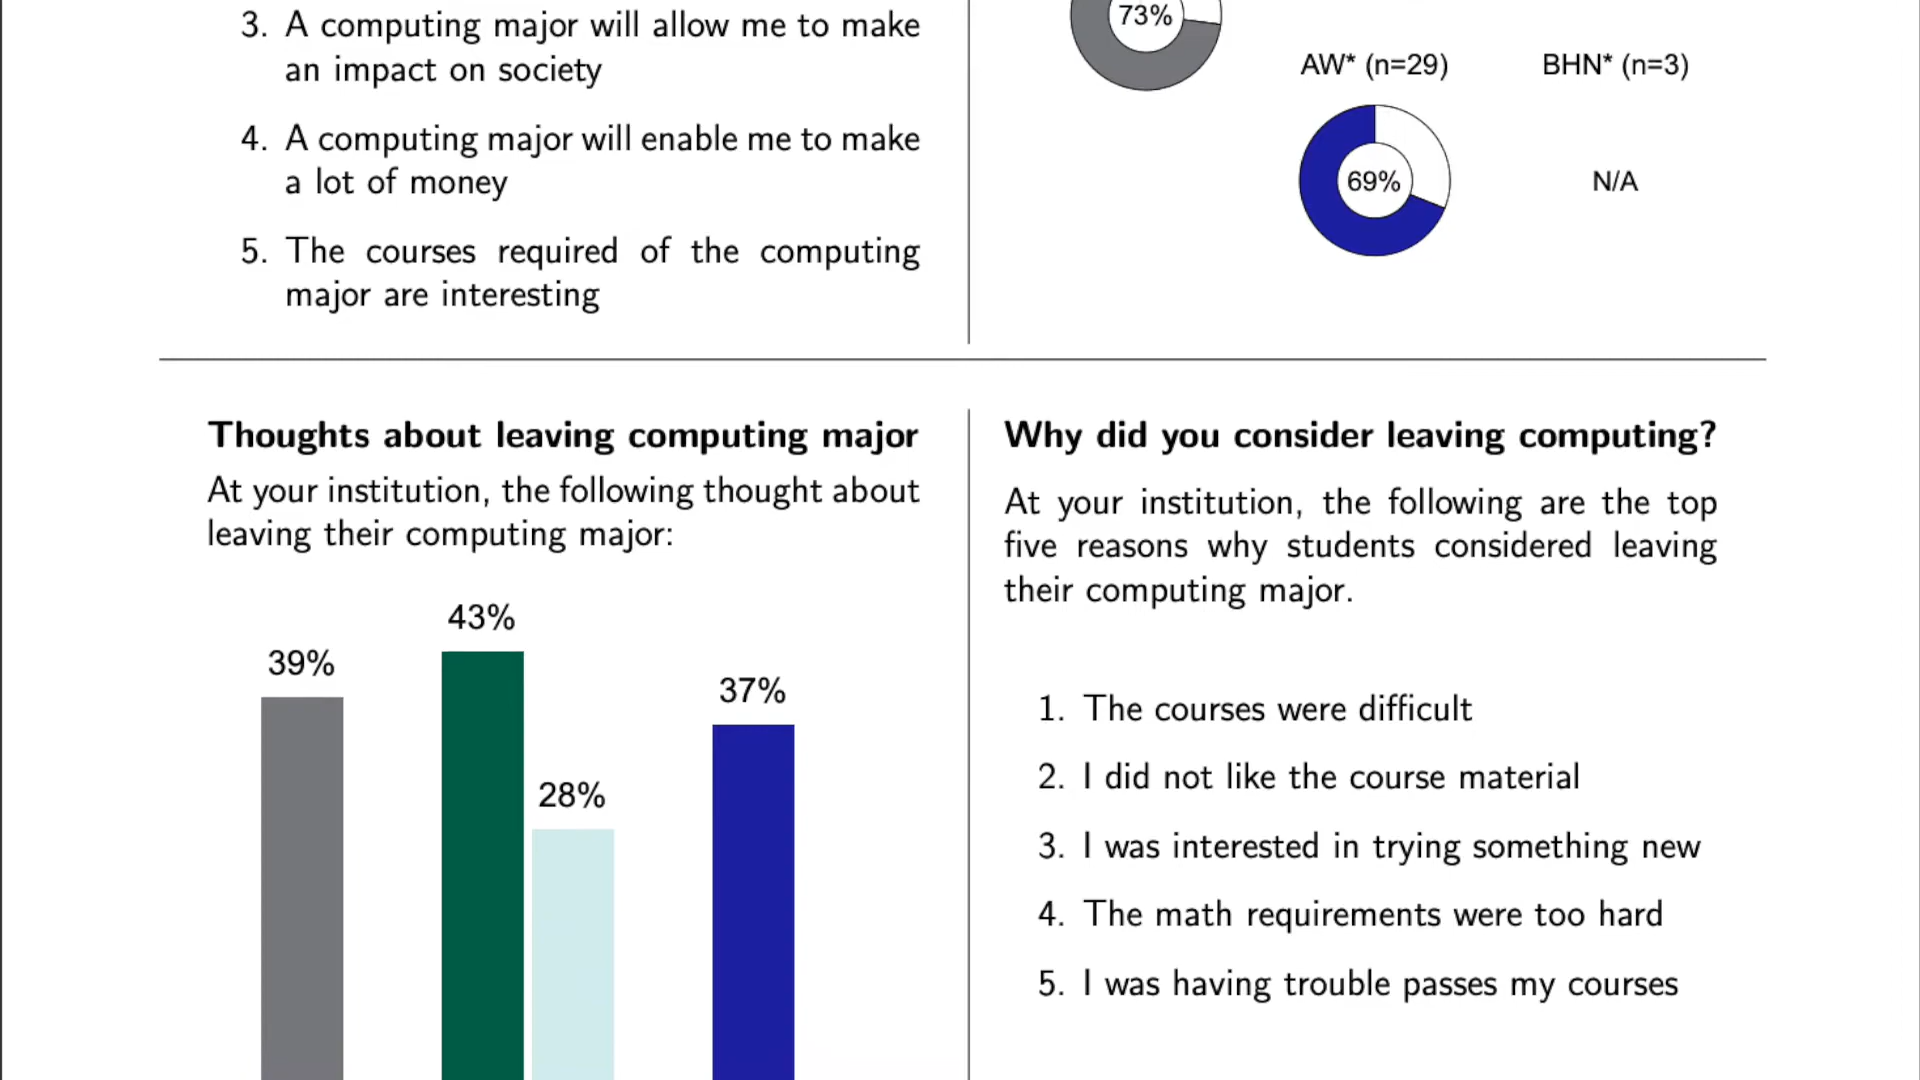 3. A computing major will allow me to make
an impact on society
4. A computing major will enable me to make
a lot of money
5. The courses required of the computing
major are interesting
73%
AW* (n=29)
BHN* (n=3)
69%
N/A
Thoughts about leaving computing major
At your institution, the following thought about
leaving their computing major:
43%
39%
37%
28%
Why did you consider leaving computing?
At your institution, the following are the top
five reasons why students considered leaving
their computing major.
1. The courses were difficult
2. I did not like the course material
3. I was interested in trying something new
4. The math requirements were too hard
5. I was having trouble passes my courses